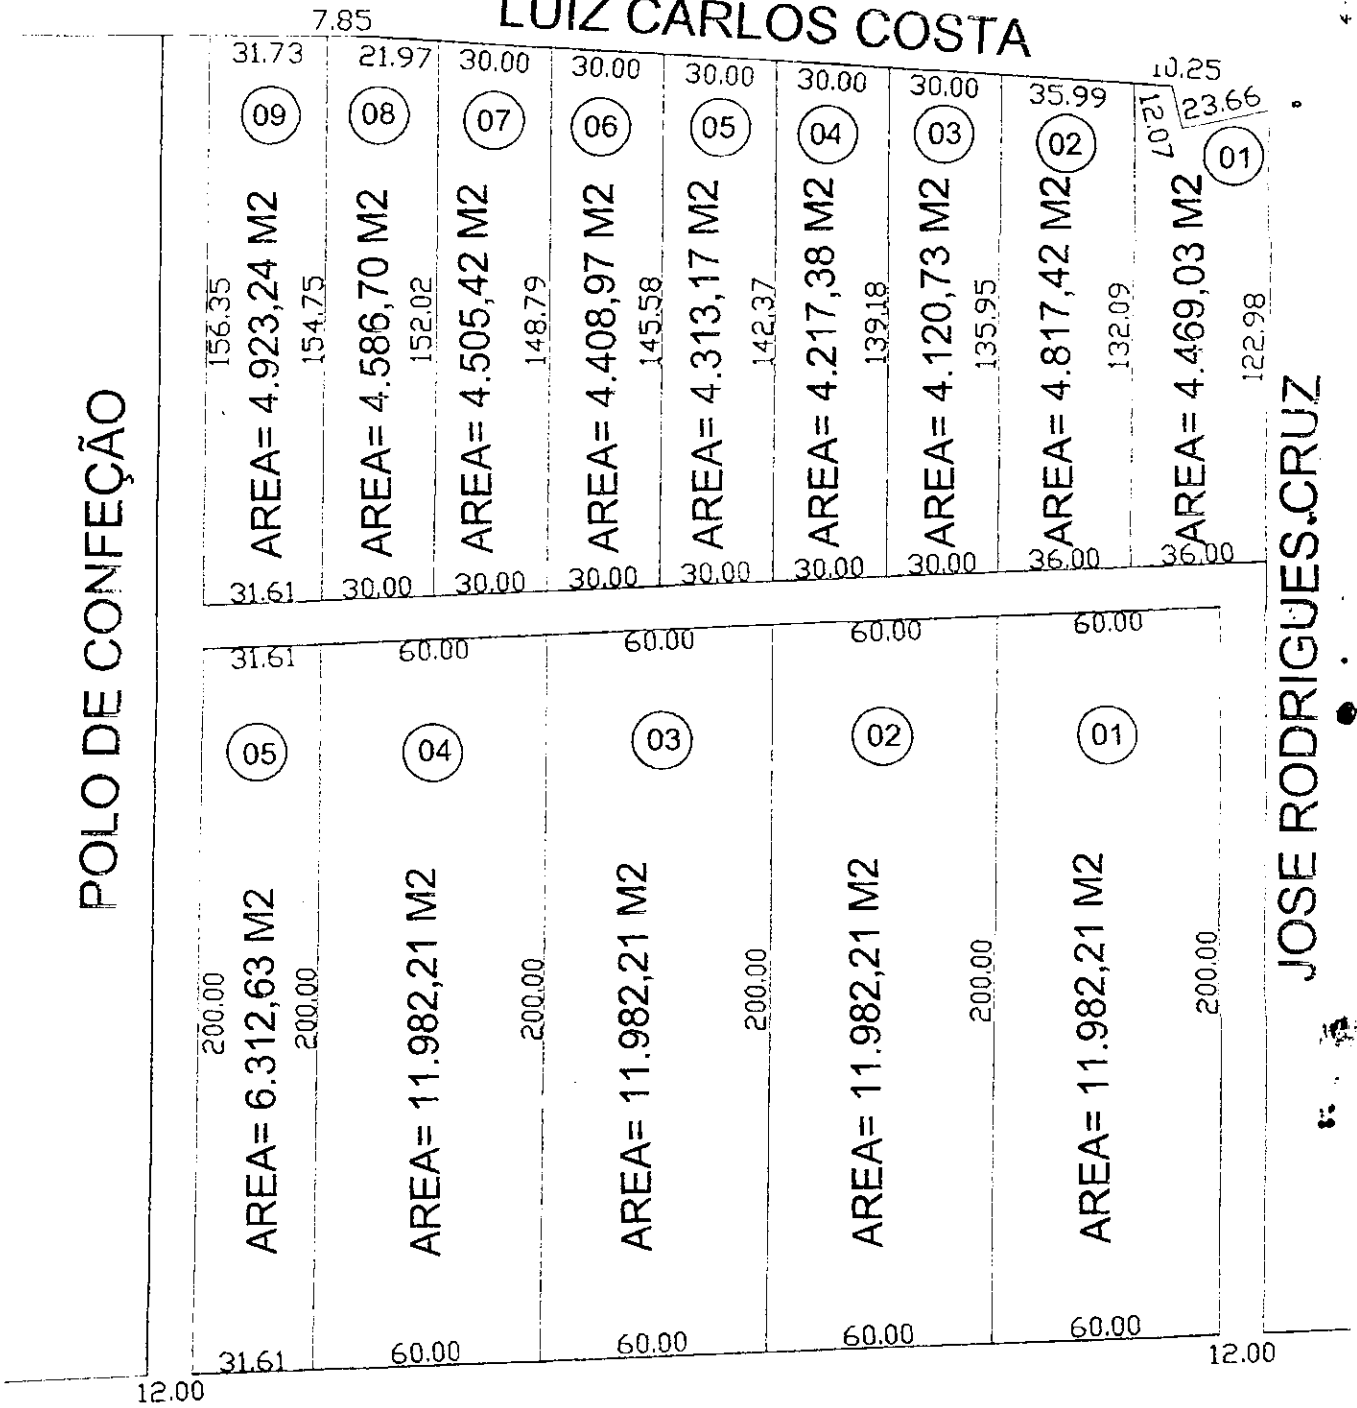 LUIZ CARLOS COSTA
7.85
31.73 21.97 30.00 30.00 30.00 30.00 30.00 35.99 10.25
12.07 23.66
09 08 07 06 05 04 03 02 01
156.35
AREA= 4.923,24 M2
154.75
AREA= 4.586,70 M2
152.02
AREA= 4.505,42 M2
148.79
AREA= 4.408,97 M2
145.58
AREA= 4.313,17 M2
142.37
AREA= 4.217,38 M2
139.18
AREA= 4.120,73 M2
135.95
AREA= 4.817,42 M2
132.09
AREA= 4.469,03 M2
122.98
31.61 30.00 30.00 30.00 30.00 30.00 30.00 36.00 36.00
POLO DE CONFEÇÃO
JOSE RODRIGUES.CRUZ
31.61 60.00 60.00 60.00 60.00
05 04 03 02 01
200.00
AREA= 6.312,63 M2
200.00
AREA= 11.982,21 M2
200.00
AREA= 11.982,21 M2
200.00
AREA= 11.982,21 M2
200.00
AREA= 11.982,21 M2
200.00
31.61 60.00 60.00 60.00 60.00
12.00 12.00